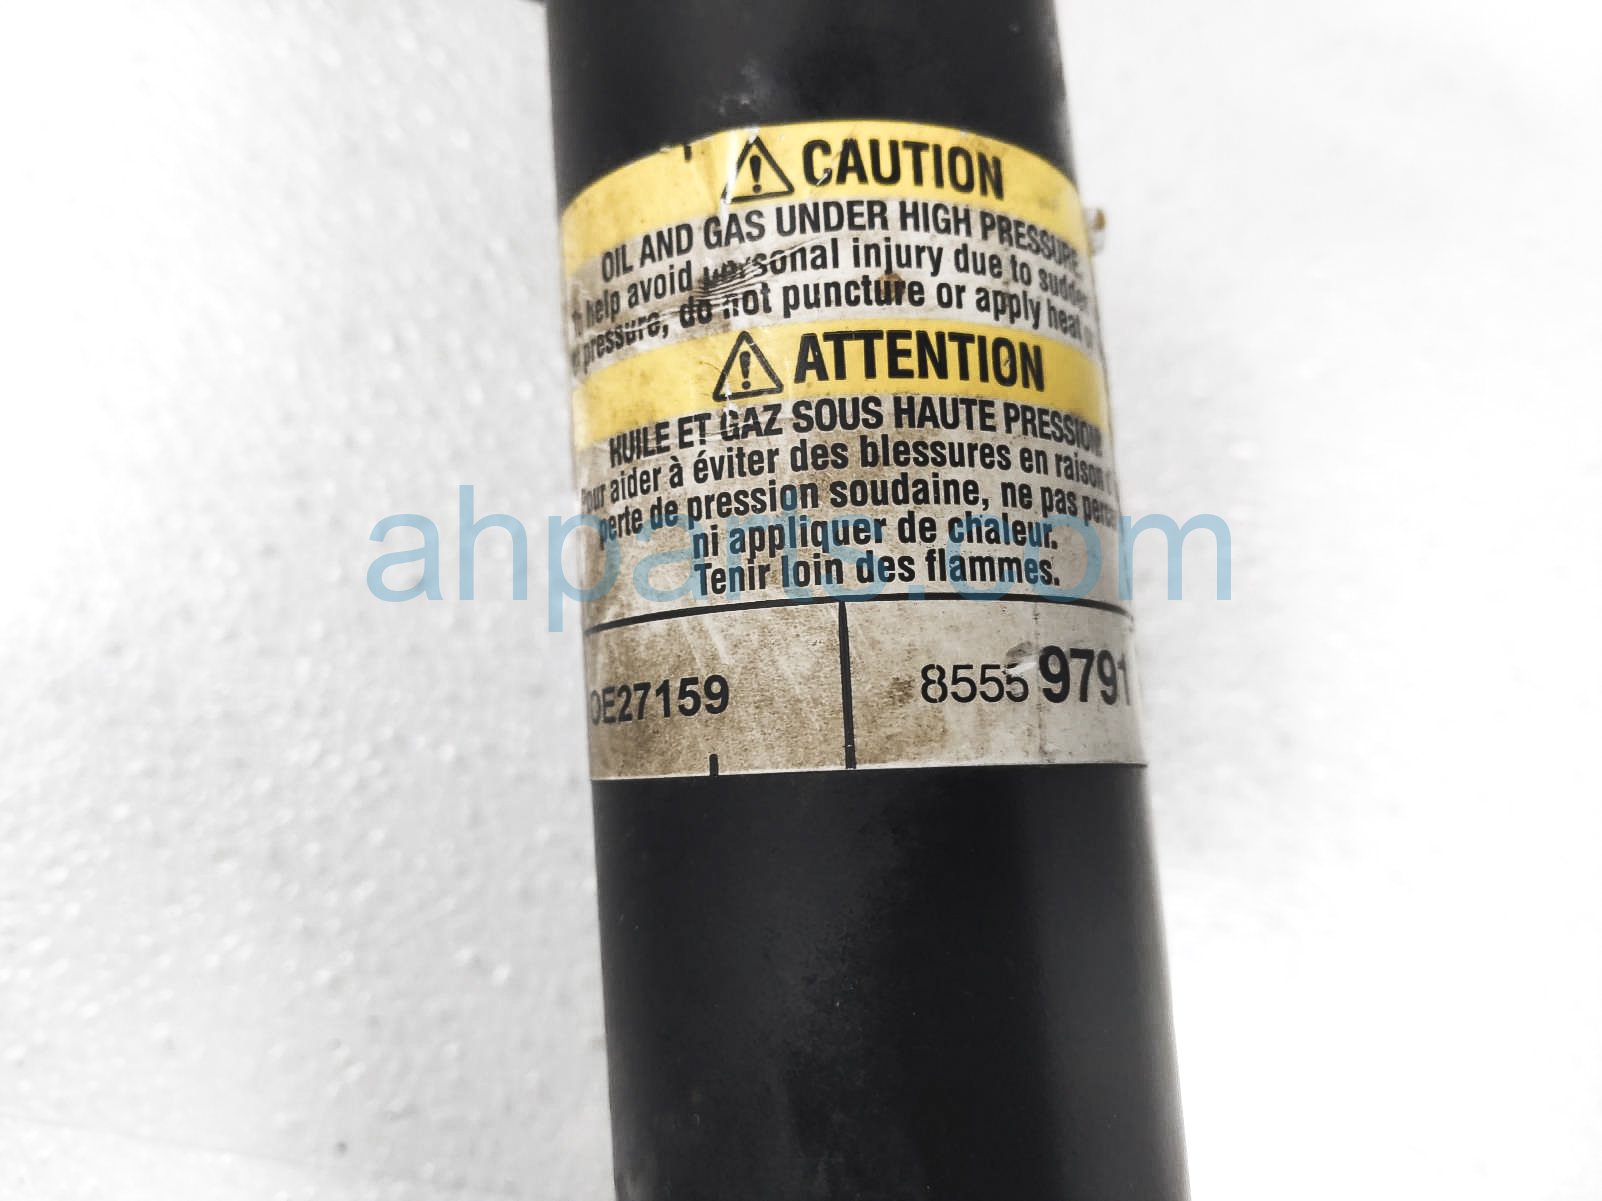 CAUTION
OIL AND GAS UNDER HIGH PRESSURE.
To help avoid personal injury due to sudden
pressure, do not puncture or apply heat or
ATTENTION
HUILE ET GAZ SOUS HAUTE PRESSION!
Pour aider à éviter des blessures en raison
perte de pression soudaine, ne pas
ni appliquer de chaleur.
Tenir loin des flammes.
ahparts.com
OE27159 8555 9791